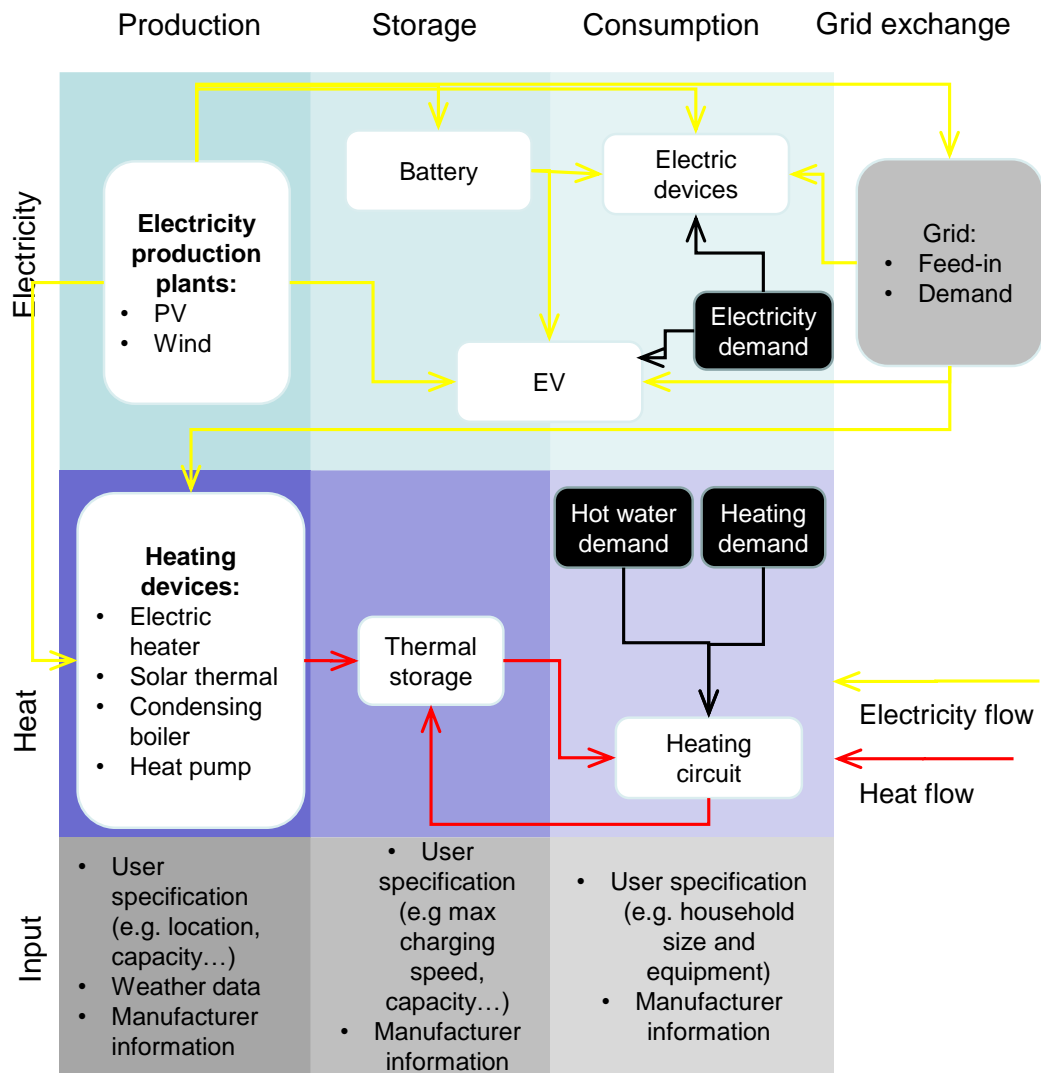 Production
Storage
Consumption
Grid exchange
Electricity
Battery
Electric
devices
Electricity
production
plants:
• PV
• Wind
Grid:
• Feed-in
• Demand
Electricity
demand
EV
Heat
Hot water
demand
Heating
demand
Heating
devices:
• Electric
heater
• Solar thermal
• Condensing
boiler
• Heat pump
Thermal
storage
Heating
circuit
Electricity flow
Heat flow
Input
• User
specification
(e.g. location,
capacity…)
• Weather data
• Manufacturer
information
• User
specification
(e.g max
charging
speed,
capacity…)
• Manufacturer
information
• User specification
(e.g. household
size and
equipment)
• Manufacturer
information